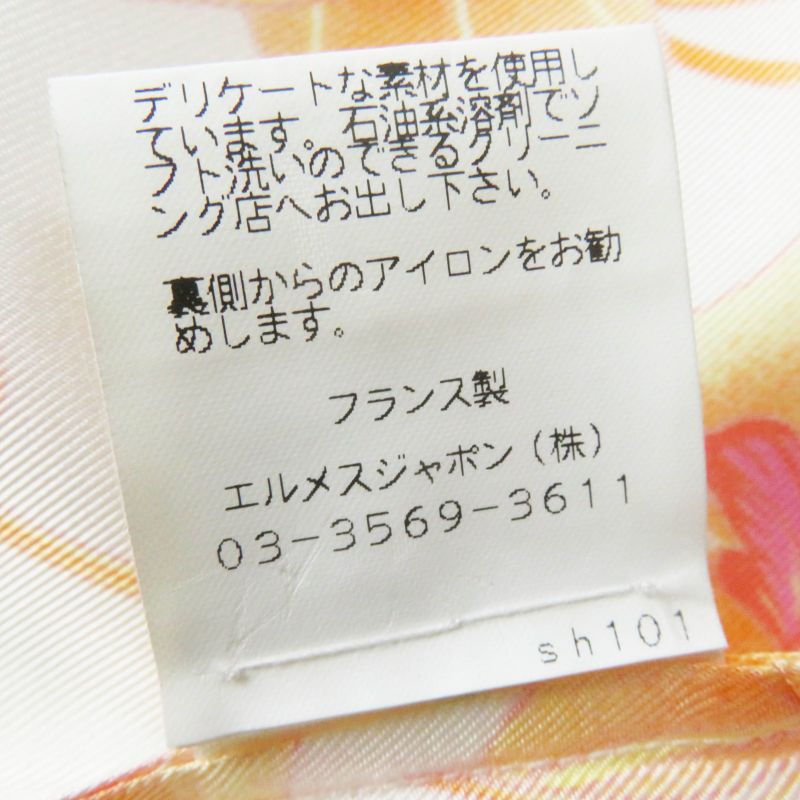 デリケートな素材を使用し
ています。石油系溶剤でソ
フト洗いのできるクリーニ
ング店へお出し下さい。
裏側からのアイロンをお勧
めします。
フランス製
エルメスジャポン(株)
03-3569-3611
sh101